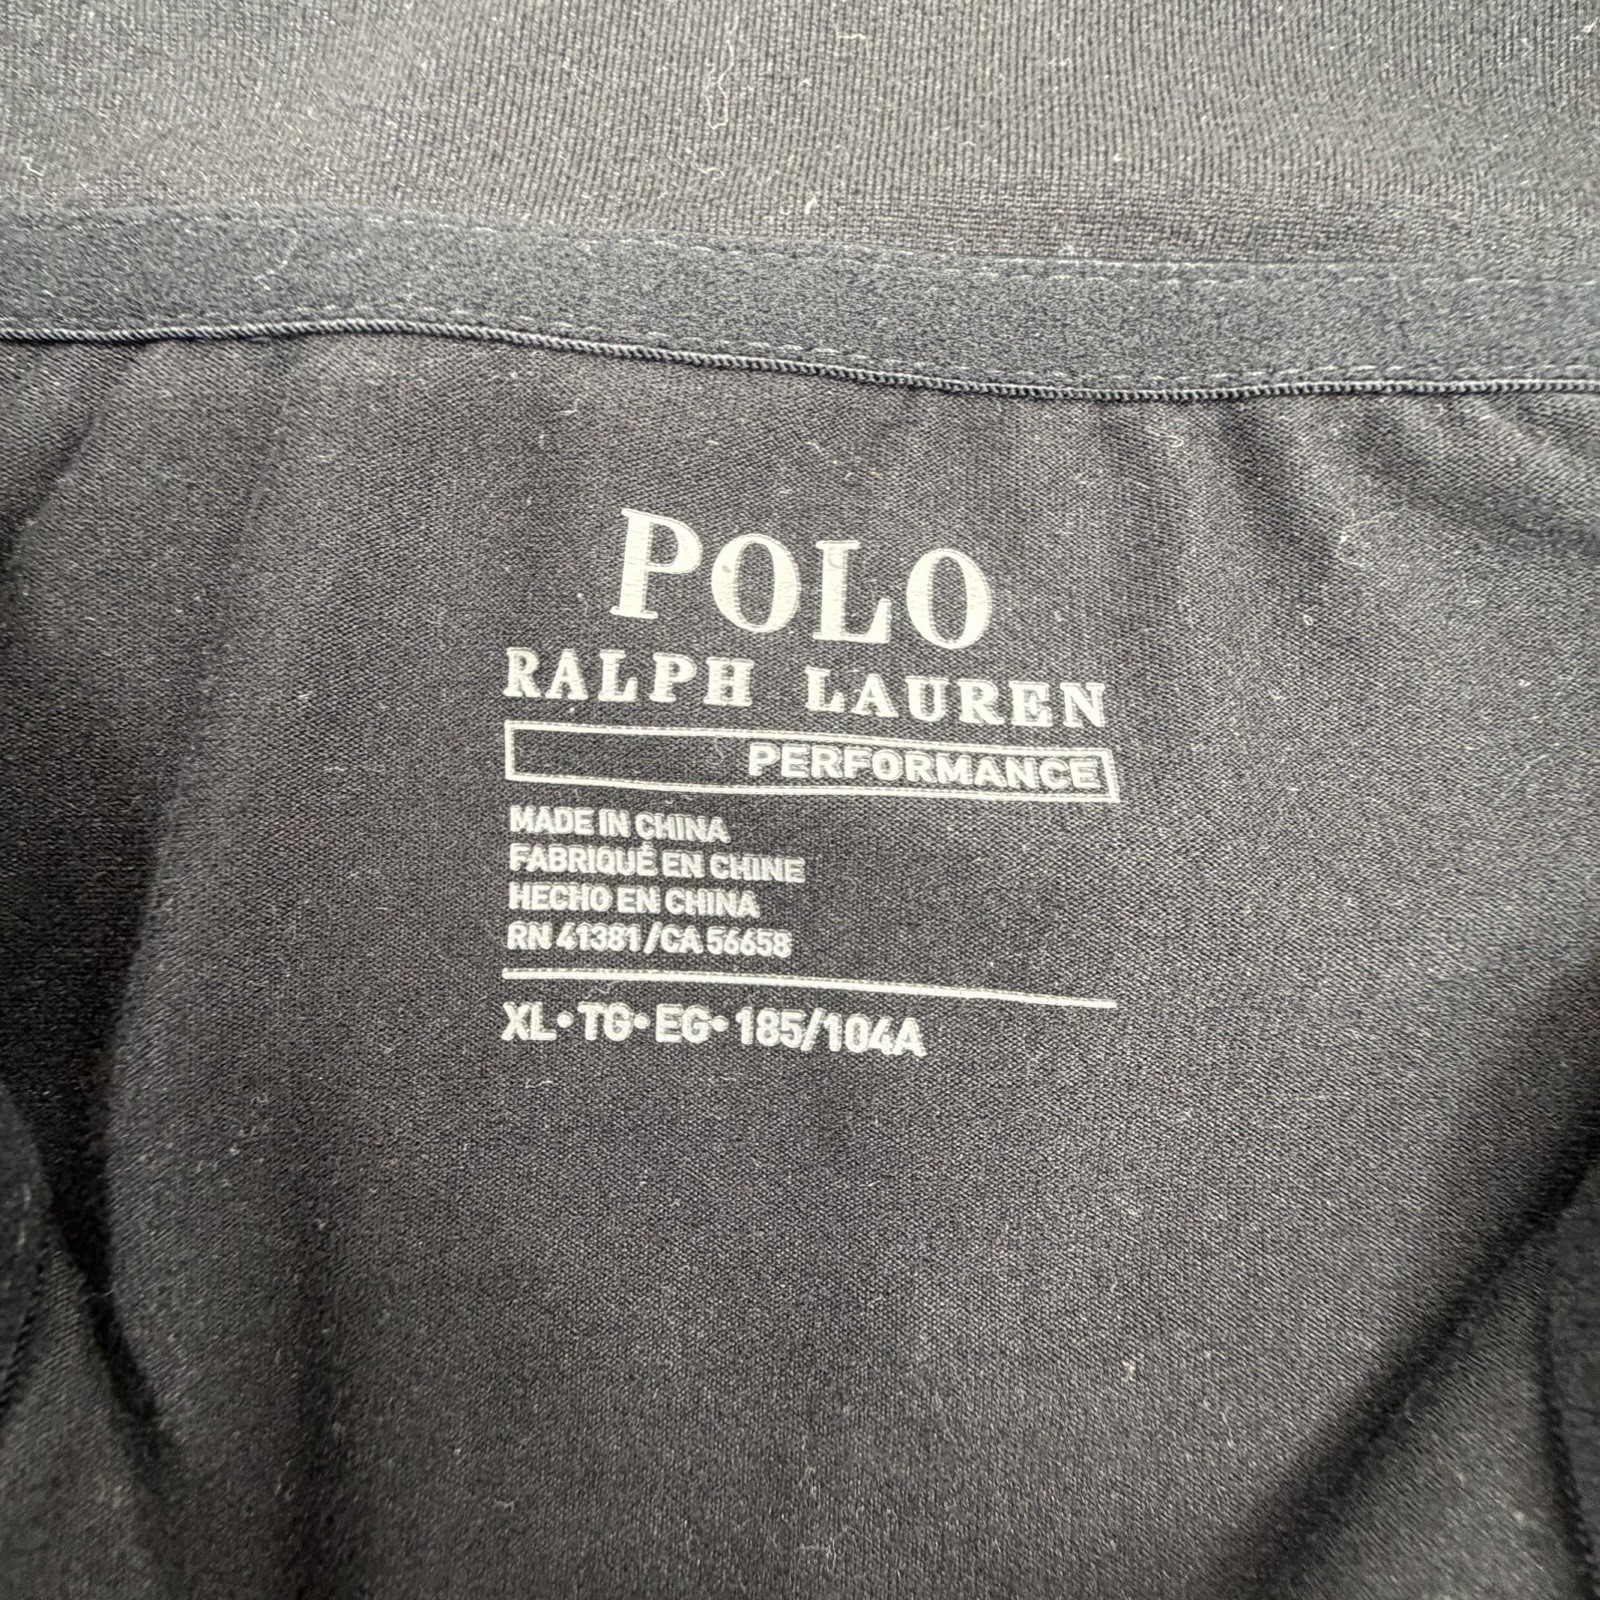 POLO
RALPH LAUREN
PERFORMANCE
MADE IN CHINA
FABRIQUÉ EN CHINE
HECHO EN CHINA
RN 41381/CA 56658
XL•TG•EG•185/104A